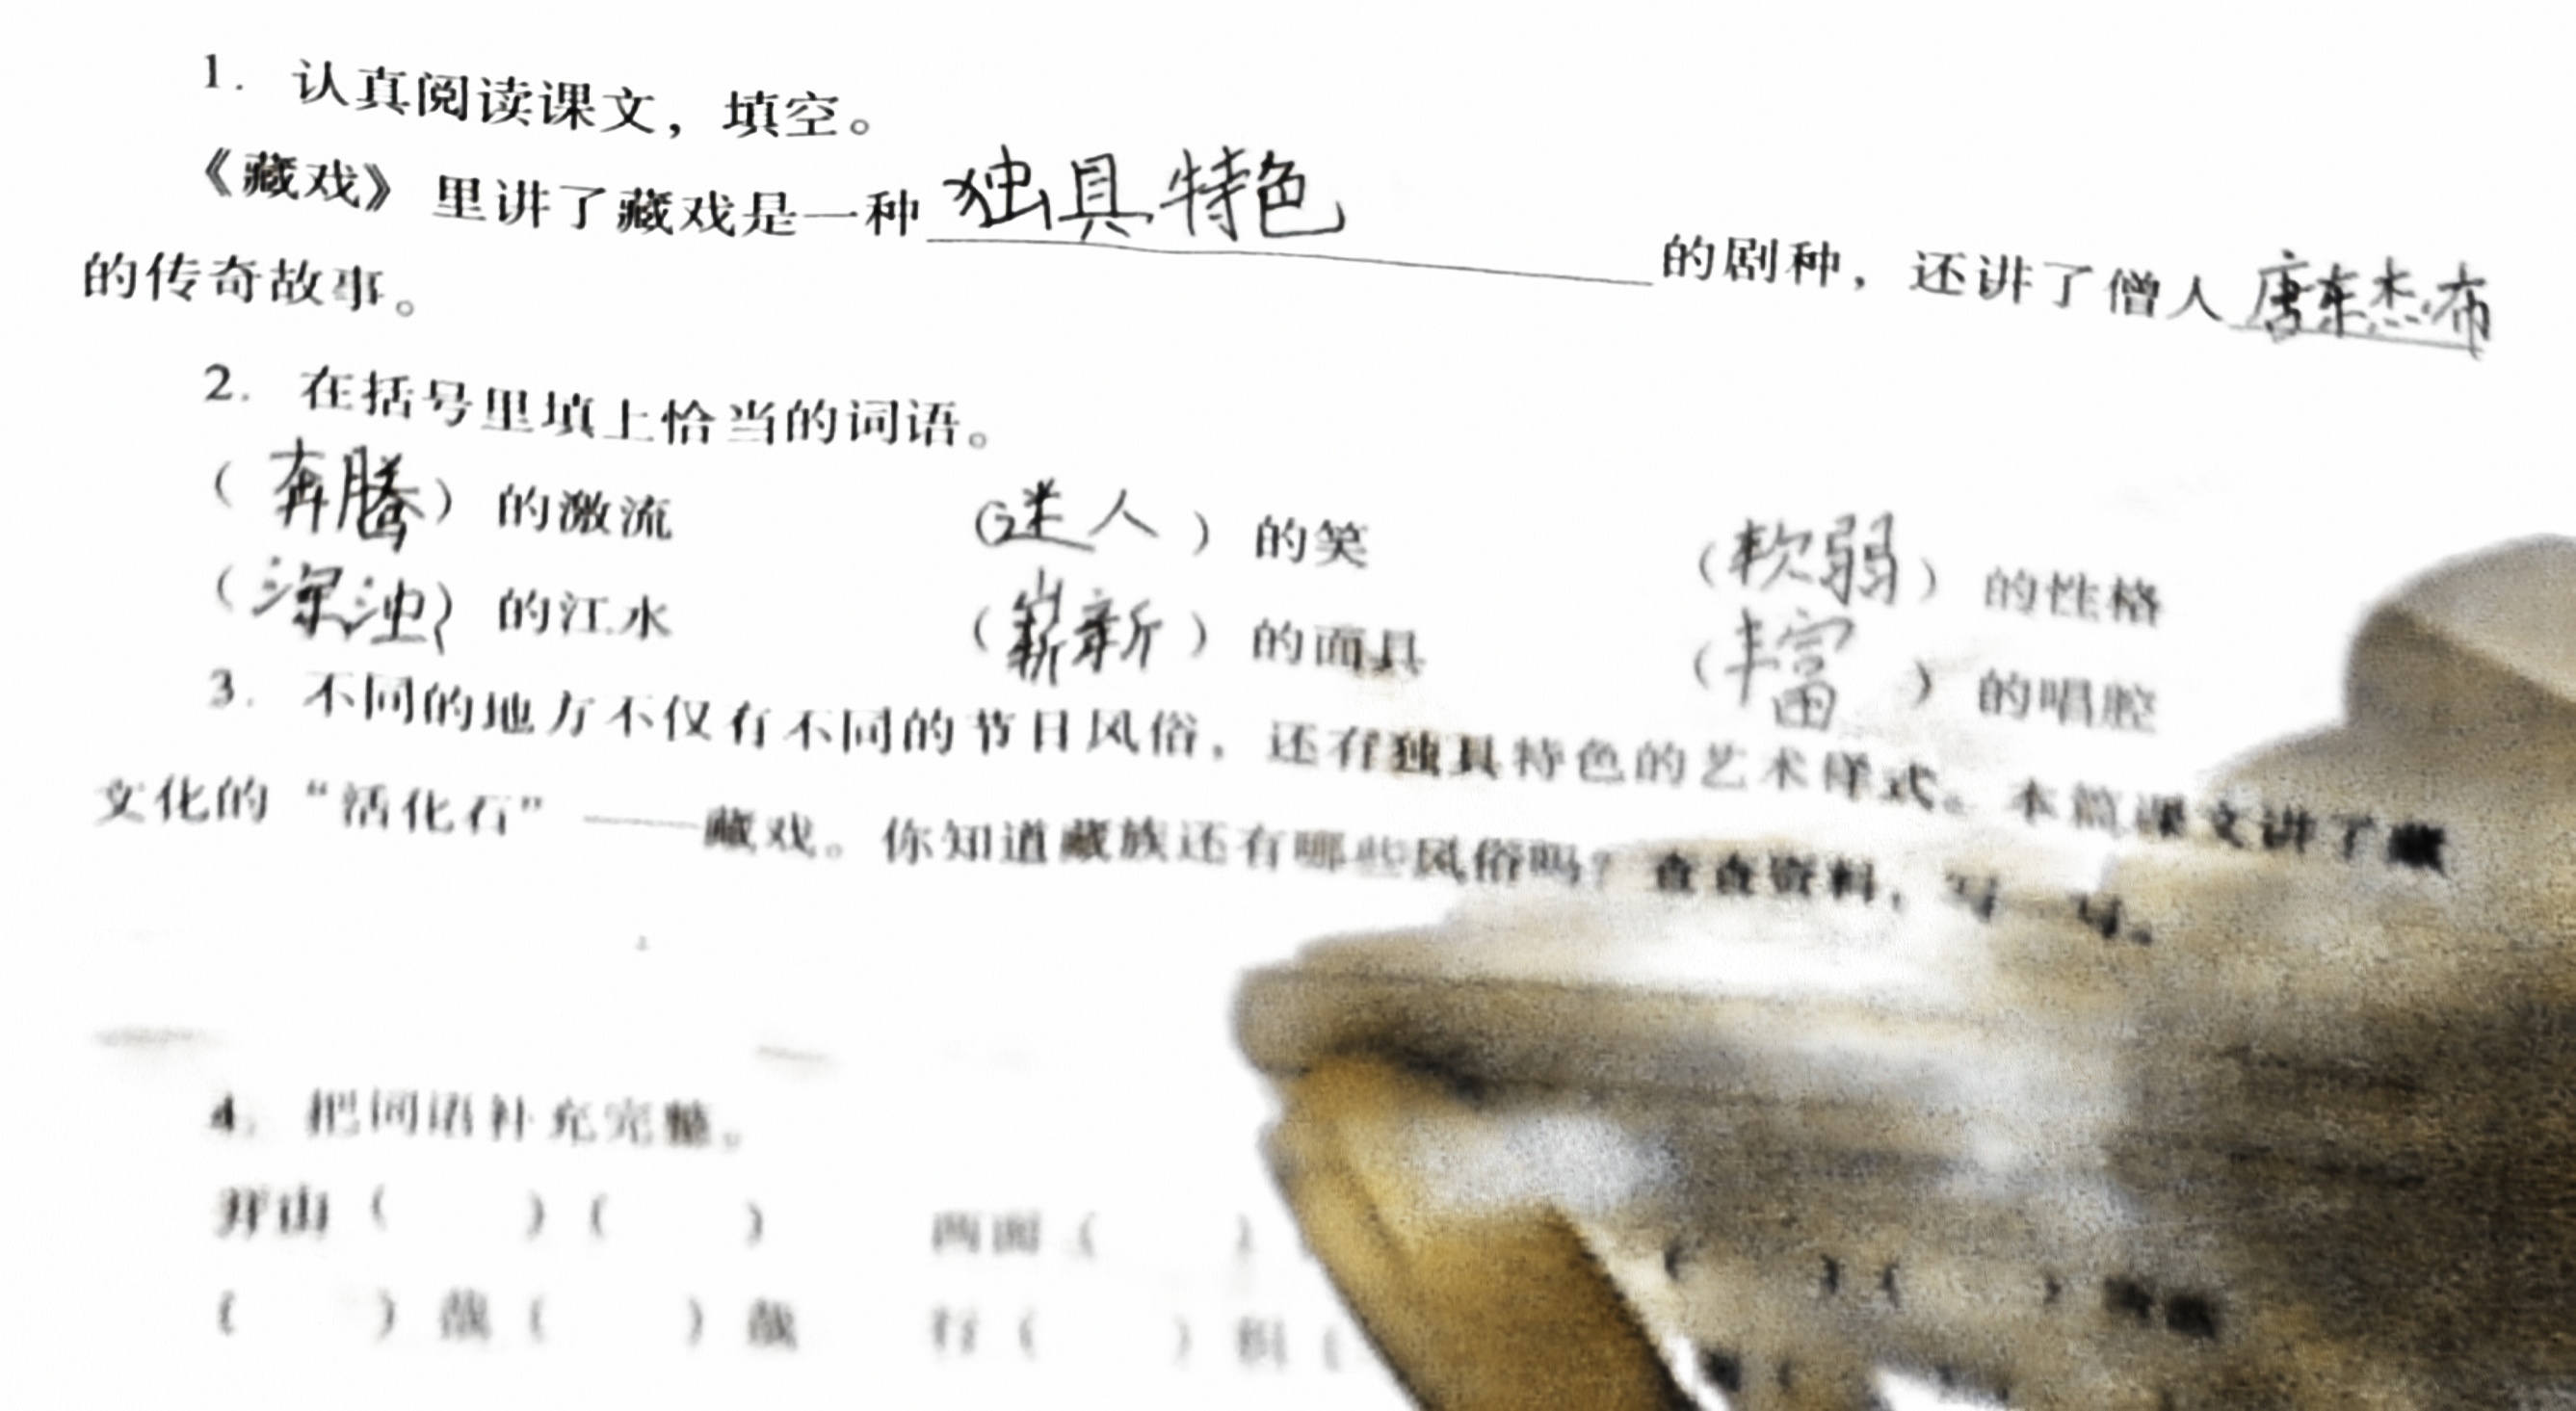 1. 认真阅读课文，填空。
《藏戏》里讲了藏戏是一种独具特色的剧种，还讲了僧人唐东杰布
的传奇故事。
2. 在括号里填上恰当的词语。
（奔腾）的激流 （迷人）的笑 （软弱）的性格
（浑浊）的江水 （崭新）的面具 （丰富）的唱腔
3. 不同的地方不仅有不同的节日风俗，还有独具特色的艺术样式。本篇课文讲了藏
文化的“活化石”——藏戏。你知道藏族还有哪些风俗吗？查查资料，写一写。
4. 把词语补充完整。
开山（ ）（ ） 两面（ ）
（ ）哉（ ）哉 行（ ）织（
（ ）（ ）